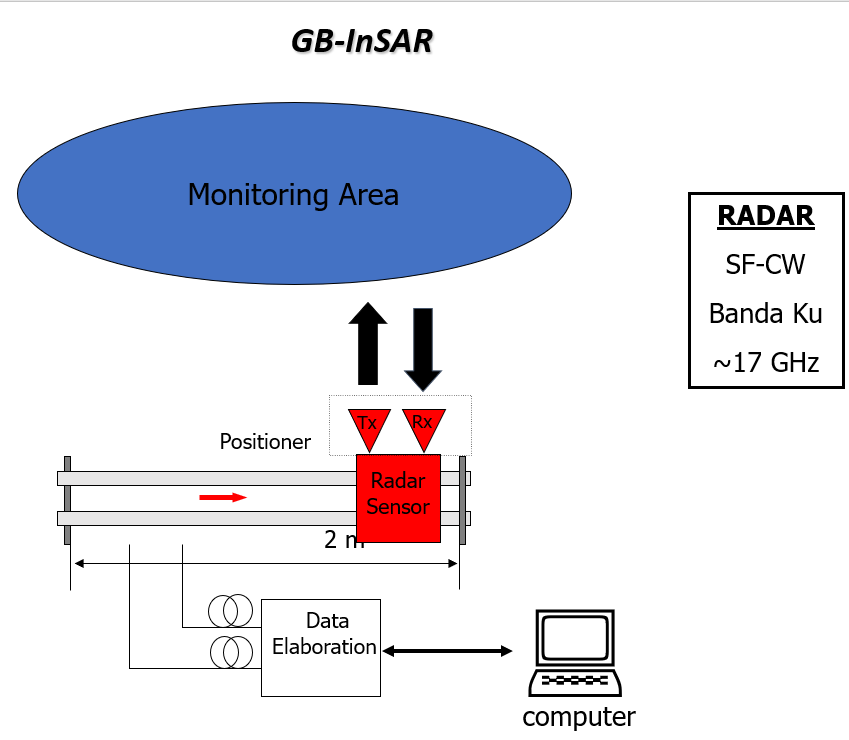 GB-InSAR
Monitoring Area
RADAR
SF-CW
Banda Ku
~17 GHz
Tx
Rx
Positioner
Radar
Sensor
2 m
Data
Elaboration
computer